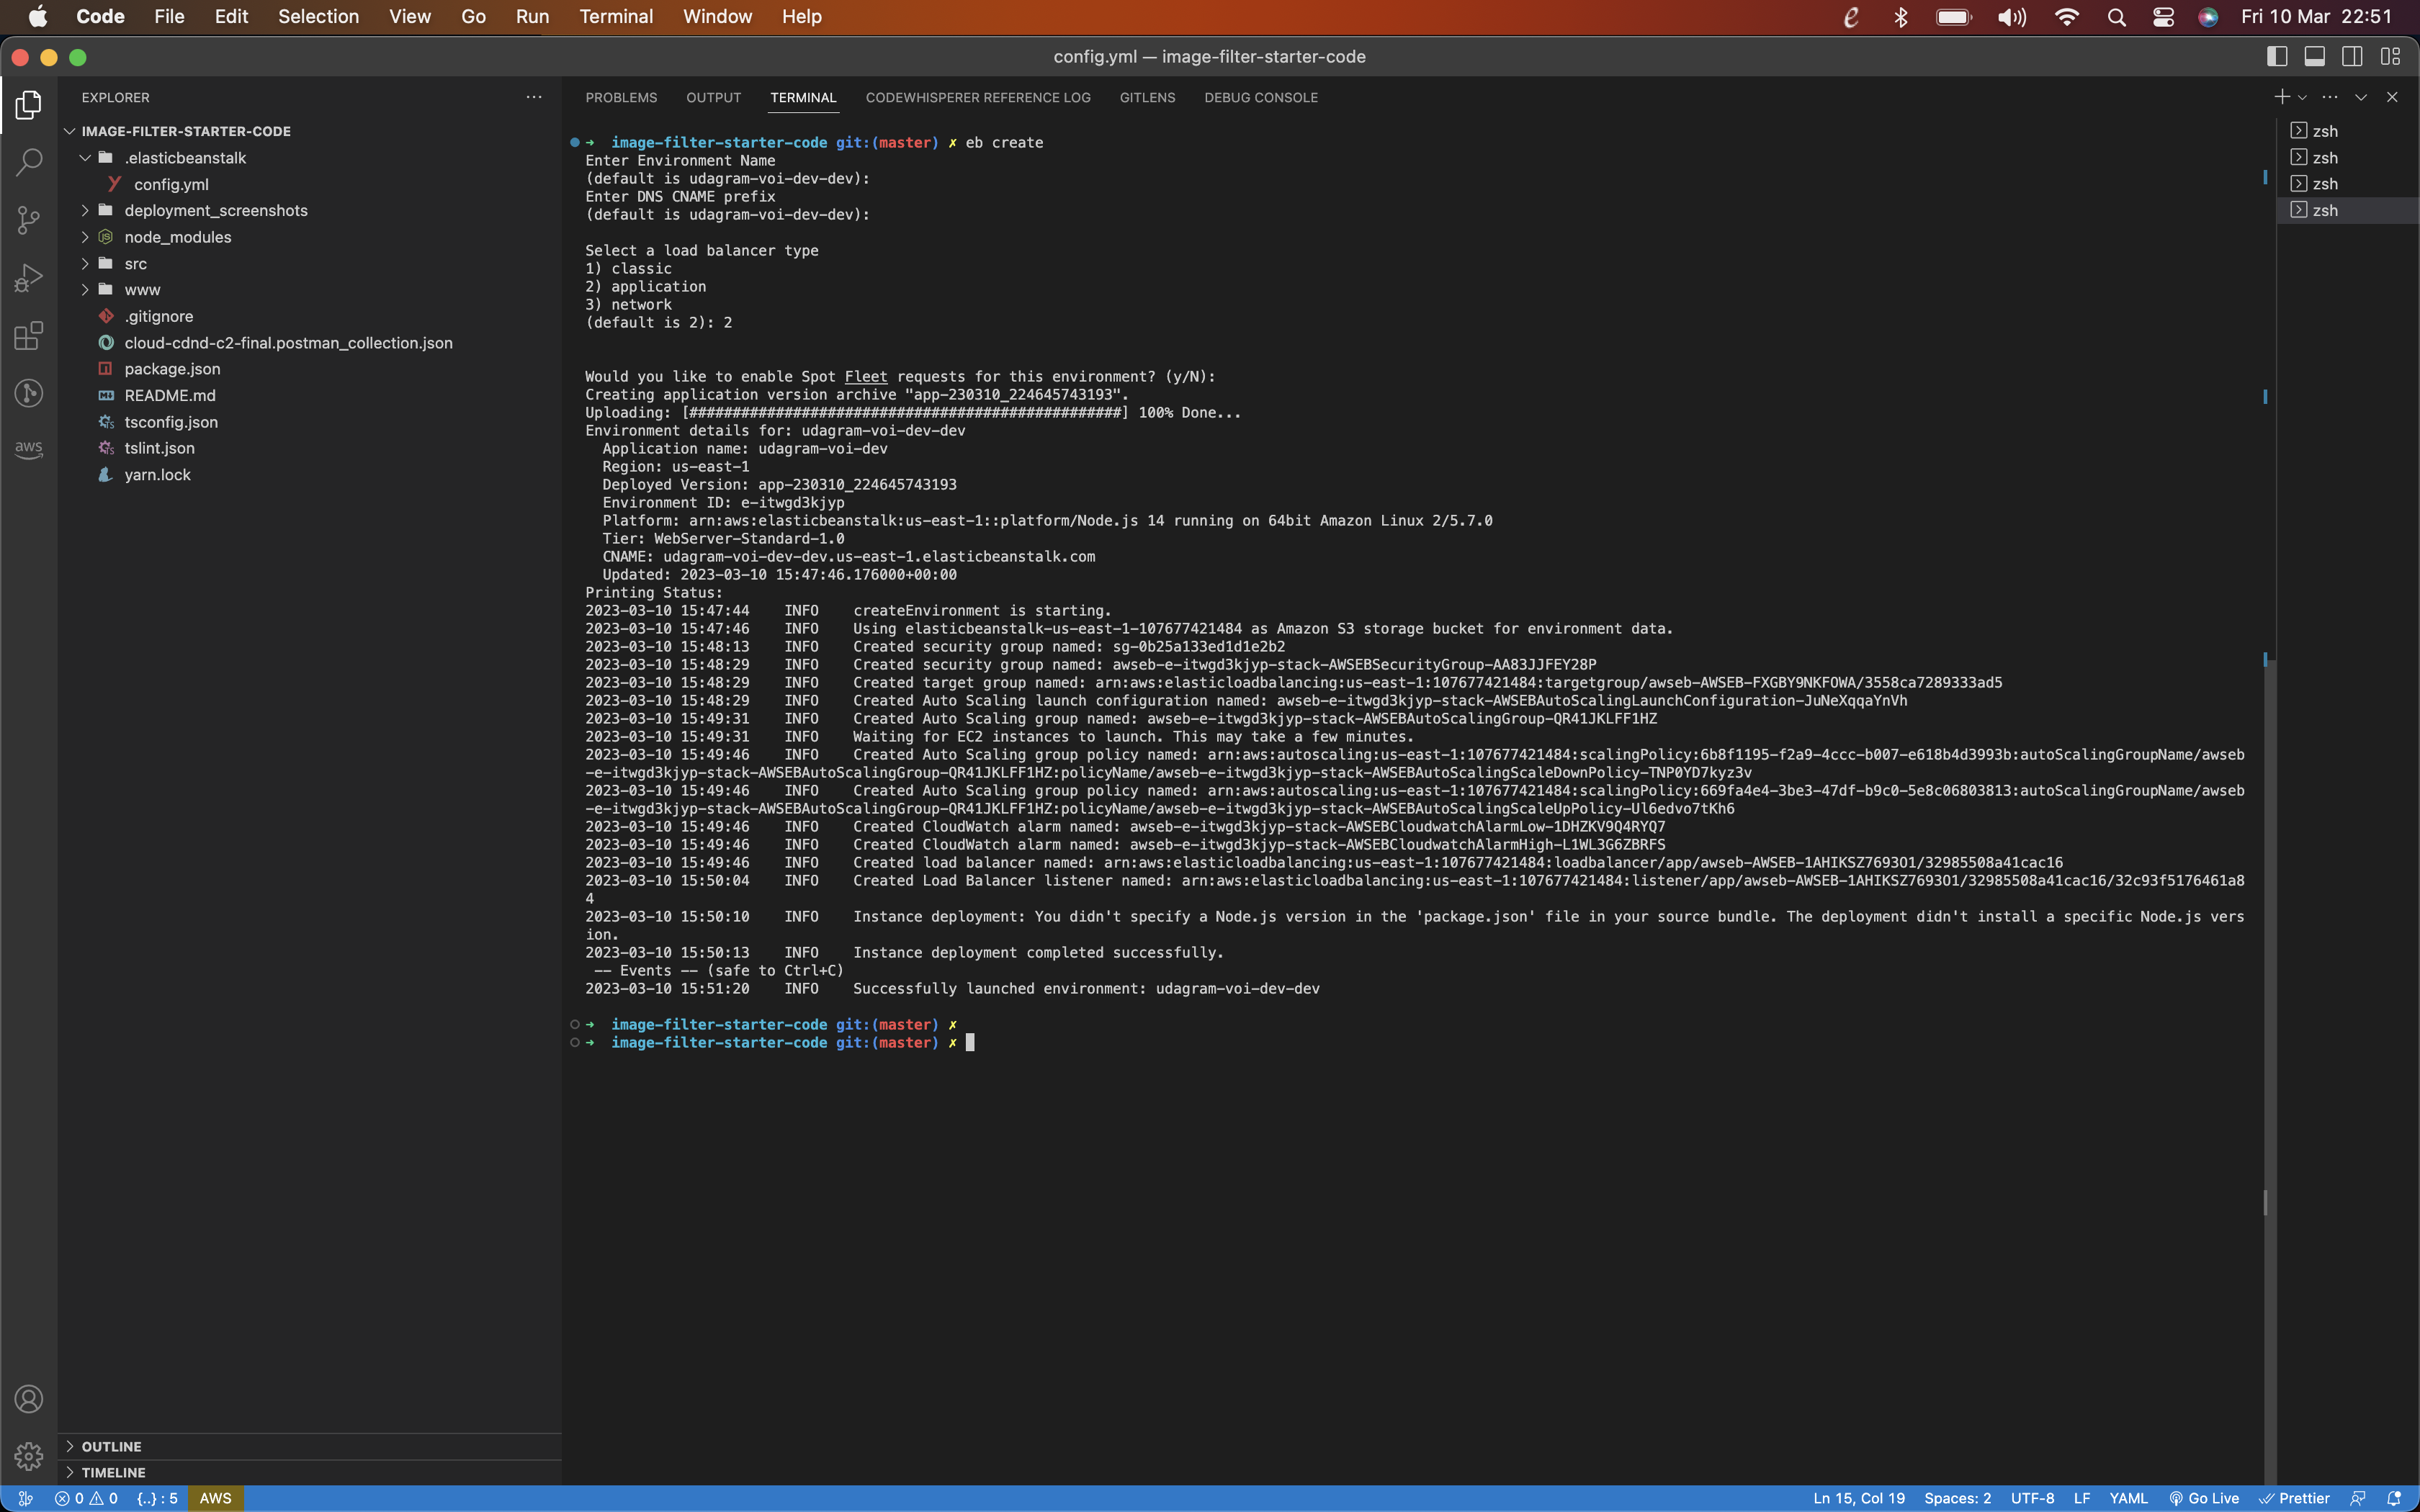 Code File Edit Selection View Go Run Terminal Window Help Fri 10 Mar 22:51
config.yml — image-filter-starter-code
EXPLORER
IMAGE-FILTER-STARTER-CODE
.elasticbeanstalk
config.yml
deployment_screenshots
node_modules
src
www
.gitignore
cloud-cdnd-c2-final.postman_collection.json
package.json
README.md
tsconfig.json
tslint.json
yarn.lock
aws
OUTLINE
TIMELINE
PROBLEMS OUTPUT TERMINAL CODEWHISPERER REFERENCE LOG GITLENS DEBUG CONSOLE
zsh
zsh
zsh
zsh
➜ image-filter-starter-code git:(master) ✗ eb create
Enter Environment Name
(default is udagram-voi-dev-dev):
Enter DNS CNAME prefix
(default is udagram-voi-dev-dev):
Select a load balancer type
1) classic
2) application
3) network
(default is 2): 2
Would you like to enable Spot Fleet requests for this environment? (y/N):
Creating application version archive "app-230310_224645743193".
Uploading: [##################################################] 100% Done...
Environment details for: udagram-voi-dev-dev
Application name: udagram-voi-dev
Region: us-east-1
Deployed Version: app-230310_224645743193
Environment ID: e-itwgd3kjyp
Platform: arn:aws:elasticbeanstalk:us-east-1::platform/Node.js 14 running on 64bit Amazon Linux 2/5.7.0
Tier: WebServer-Standard-1.0
CNAME: udagram-voi-dev-dev.us-east-1.elasticbeanstalk.com
Updated: 2023-03-10 15:47:46.176000+00:00
Printing Status:
2023-03-10 15:47:44 INFO createEnvironment is starting.
2023-03-10 15:47:46 INFO Using elasticbeanstalk-us-east-1-107677421484 as Amazon S3 storage bucket for environment data.
2023-03-10 15:48:13 INFO Created security group named: sg-0b25a133ed1d1e2b2
2023-03-10 15:48:29 INFO Created security group named: awseb-e-itwgd3kjyp-stack-AWSEBSecurityGroup-AA83JJFEY28P
2023-03-10 15:48:29 INFO Created target group named: arn:aws:elasticloadbalancing:us-east-1:107677421484:targetgroup/awseb-AWSEB-FXGBY9NKFOWA/3558ca7289333ad5
2023-03-10 15:48:29 INFO Created Auto Scaling launch configuration named: awseb-e-itwgd3kjyp-stack-AWSEBAutoScalingLaunchConfiguration-JuNeXqqaYnVh
2023-03-10 15:49:31 INFO Created Auto Scaling group named: awseb-e-itwgd3kjyp-stack-AWSEBAutoScalingGroup-QR41JKLFF1HZ
2023-03-10 15:49:31 INFO Waiting for EC2 instances to launch. This may take a few minutes.
2023-03-10 15:49:46 INFO Created Auto Scaling group policy named: arn:aws:autoscaling:us-east-1:107677421484:scalingPolicy:6b8f1195-f2a9-4ccc-b007-e618b4d3993b:autoScalingGroupName/awseb
-e-itwgd3kjyp-stack-AWSEBAutoScalingGroup-QR41JKLFF1HZ:policyName/awseb-e-itwgd3kjyp-stack-AWSEBAutoScalingScaleDownPolicy-TNP0YD7kyz3v
2023-03-10 15:49:46 INFO Created Auto Scaling group policy named: arn:aws:autoscaling:us-east-1:107677421484:scalingPolicy:669fa4e4-3be3-47df-b9c0-5e8c06803813:autoScalingGroupName/awseb
-e-itwgd3kjyp-stack-AWSEBAutoScalingGroup-QR41JKLFF1HZ:policyName/awseb-e-itwgd3kjyp-stack-AWSEBAutoScalingScaleUpPolicy-Ul6edvo7tKh6
2023-03-10 15:49:46 INFO Created CloudWatch alarm named: awseb-e-itwgd3kjyp-stack-AWSEBCloudwatchAlarmLow-1DHZKV9Q4RYQ7
2023-03-10 15:49:46 INFO Created CloudWatch alarm named: awseb-e-itwgd3kjyp-stack-AWSEBCloudwatchAlarmHigh-L1WL3G6ZBRFS
2023-03-10 15:49:46 INFO Created load balancer named: arn:aws:elasticloadbalancing:us-east-1:107677421484:loadbalancer/app/awseb-AWSEB-1AHIKSZ7693O1/32985508a41cac16
2023-03-10 15:50:04 INFO Created Load Balancer listener named: arn:aws:elasticloadbalancing:us-east-1:107677421484:listener/app/awseb-AWSEB-1AHIKSZ7693O1/32985508a41cac16/32c93f5176461a8
4
2023-03-10 15:50:10 INFO Instance deployment: You didn't specify a Node.js version in the 'package.json' file in your source bundle. The deployment didn't install a specific Node.js vers
ion.
2023-03-10 15:50:13 INFO Instance deployment completed successfully.
-- Events -- (safe to Ctrl+C)
2023-03-10 15:51:20 INFO Successfully launched environment: udagram-voi-dev-dev
➜ image-filter-starter-code git:(master) ✗
➜ image-filter-starter-code git:(master) ✗
0 0 {..} : 5 AWS Ln 15, Col 19 Spaces: 2 UTF-8 LF YAML Go Live Prettier